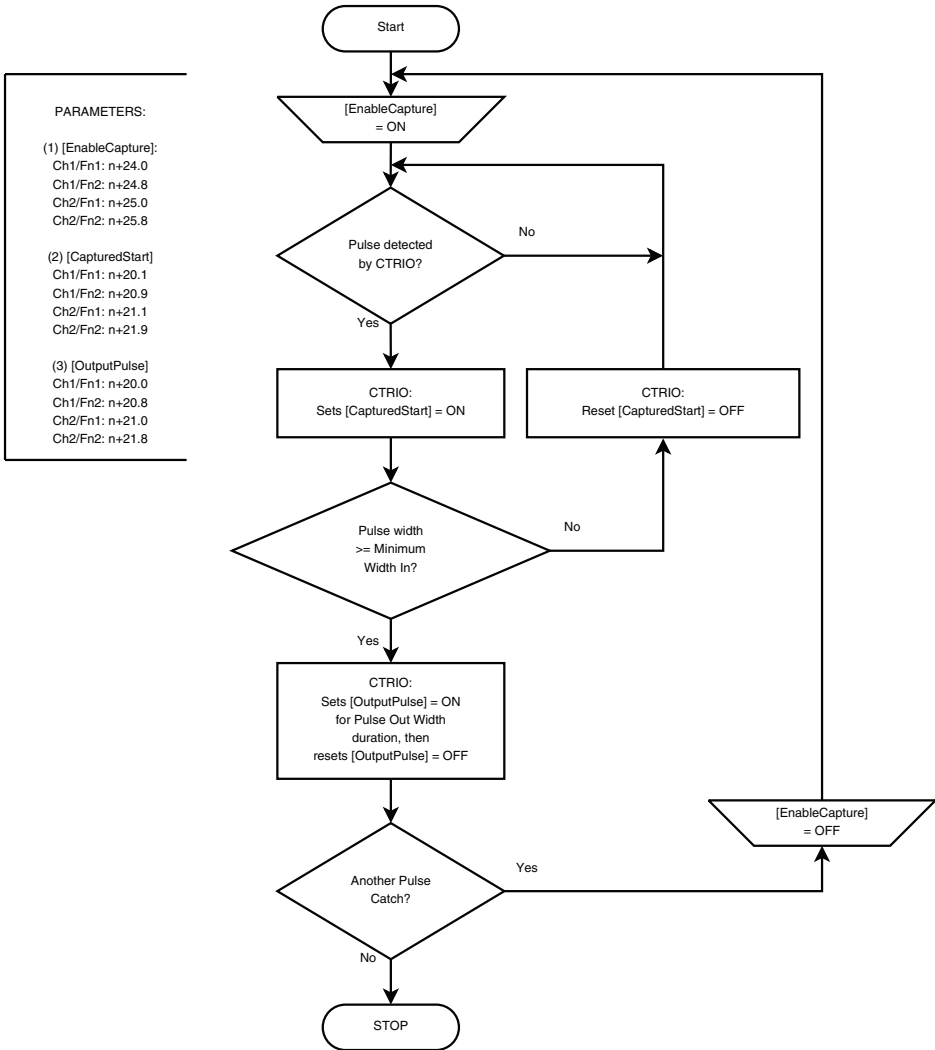 Start
PARAMETERS:
(1) [EnableCapture]:
Ch1/Fn1: n+24.0
Ch1/Fn2: n+24.8
Ch2/Fn1: n+25.0
Ch2/Fn2: n+25.8
(2) [CapturedStart]
Ch1/Fn1: n+20.1
Ch1/Fn2: n+20.9
Ch2/Fn1: n+21.1
Ch2/Fn2: n+21.9
(3) [OutputPulse]
Ch1/Fn1: n+20.0
Ch1/Fn2: n+20.8
Ch2/Fn1: n+21.0
Ch2/Fn2: n+21.8
[EnableCapture]
= ON
Pulse detected
by CTRIO?
No
Yes
CTRIO:
Sets [CapturedStart] = ON
CTRIO:
Reset [CapturedStart] = OFF
Pulse width
>= Minimum
Width In?
No
Yes
CTRIO:
Sets [OutputPulse] = ON
for Pulse Out Width
duration, then
resets [OutputPulse] = OFF
[EnableCapture]
= OFF
Another Pulse
Catch?
Yes
No
STOP